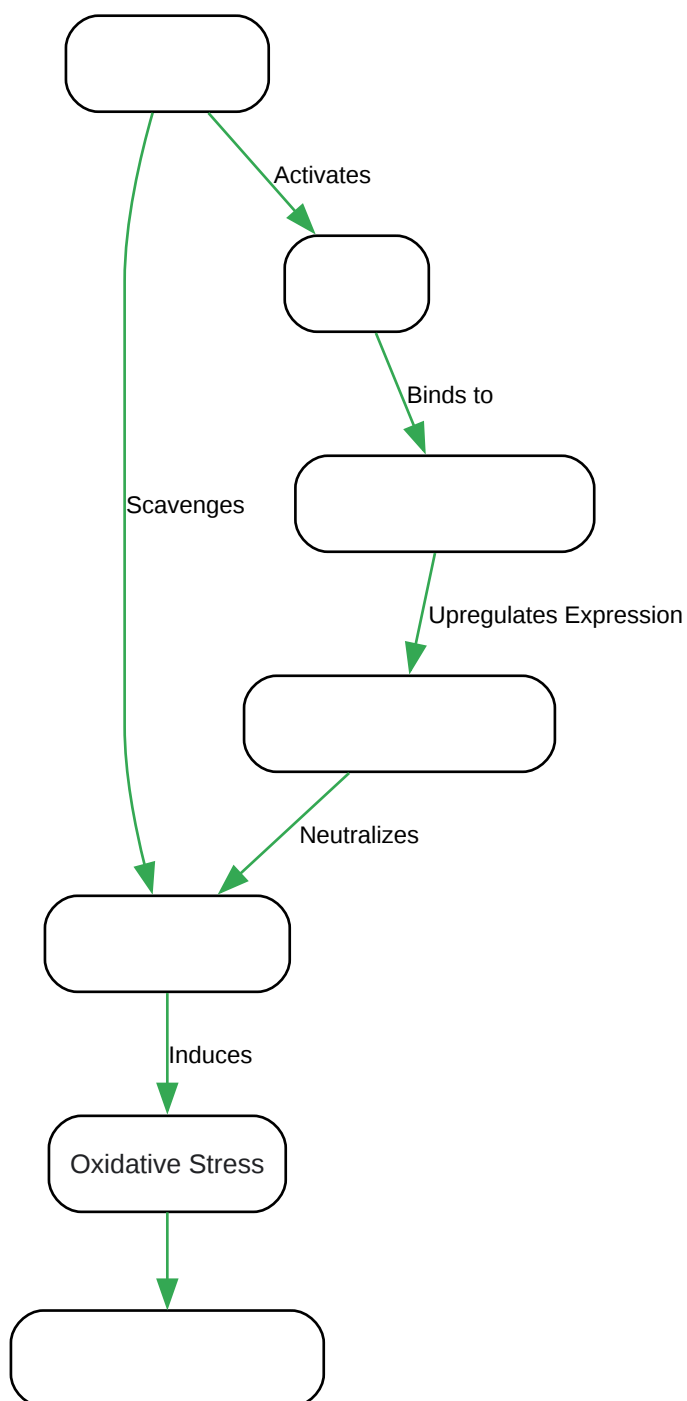 Activates
Binds to
Scavenges
Upregulates Expression
Neutralizes
Induces
Oxidative Stress